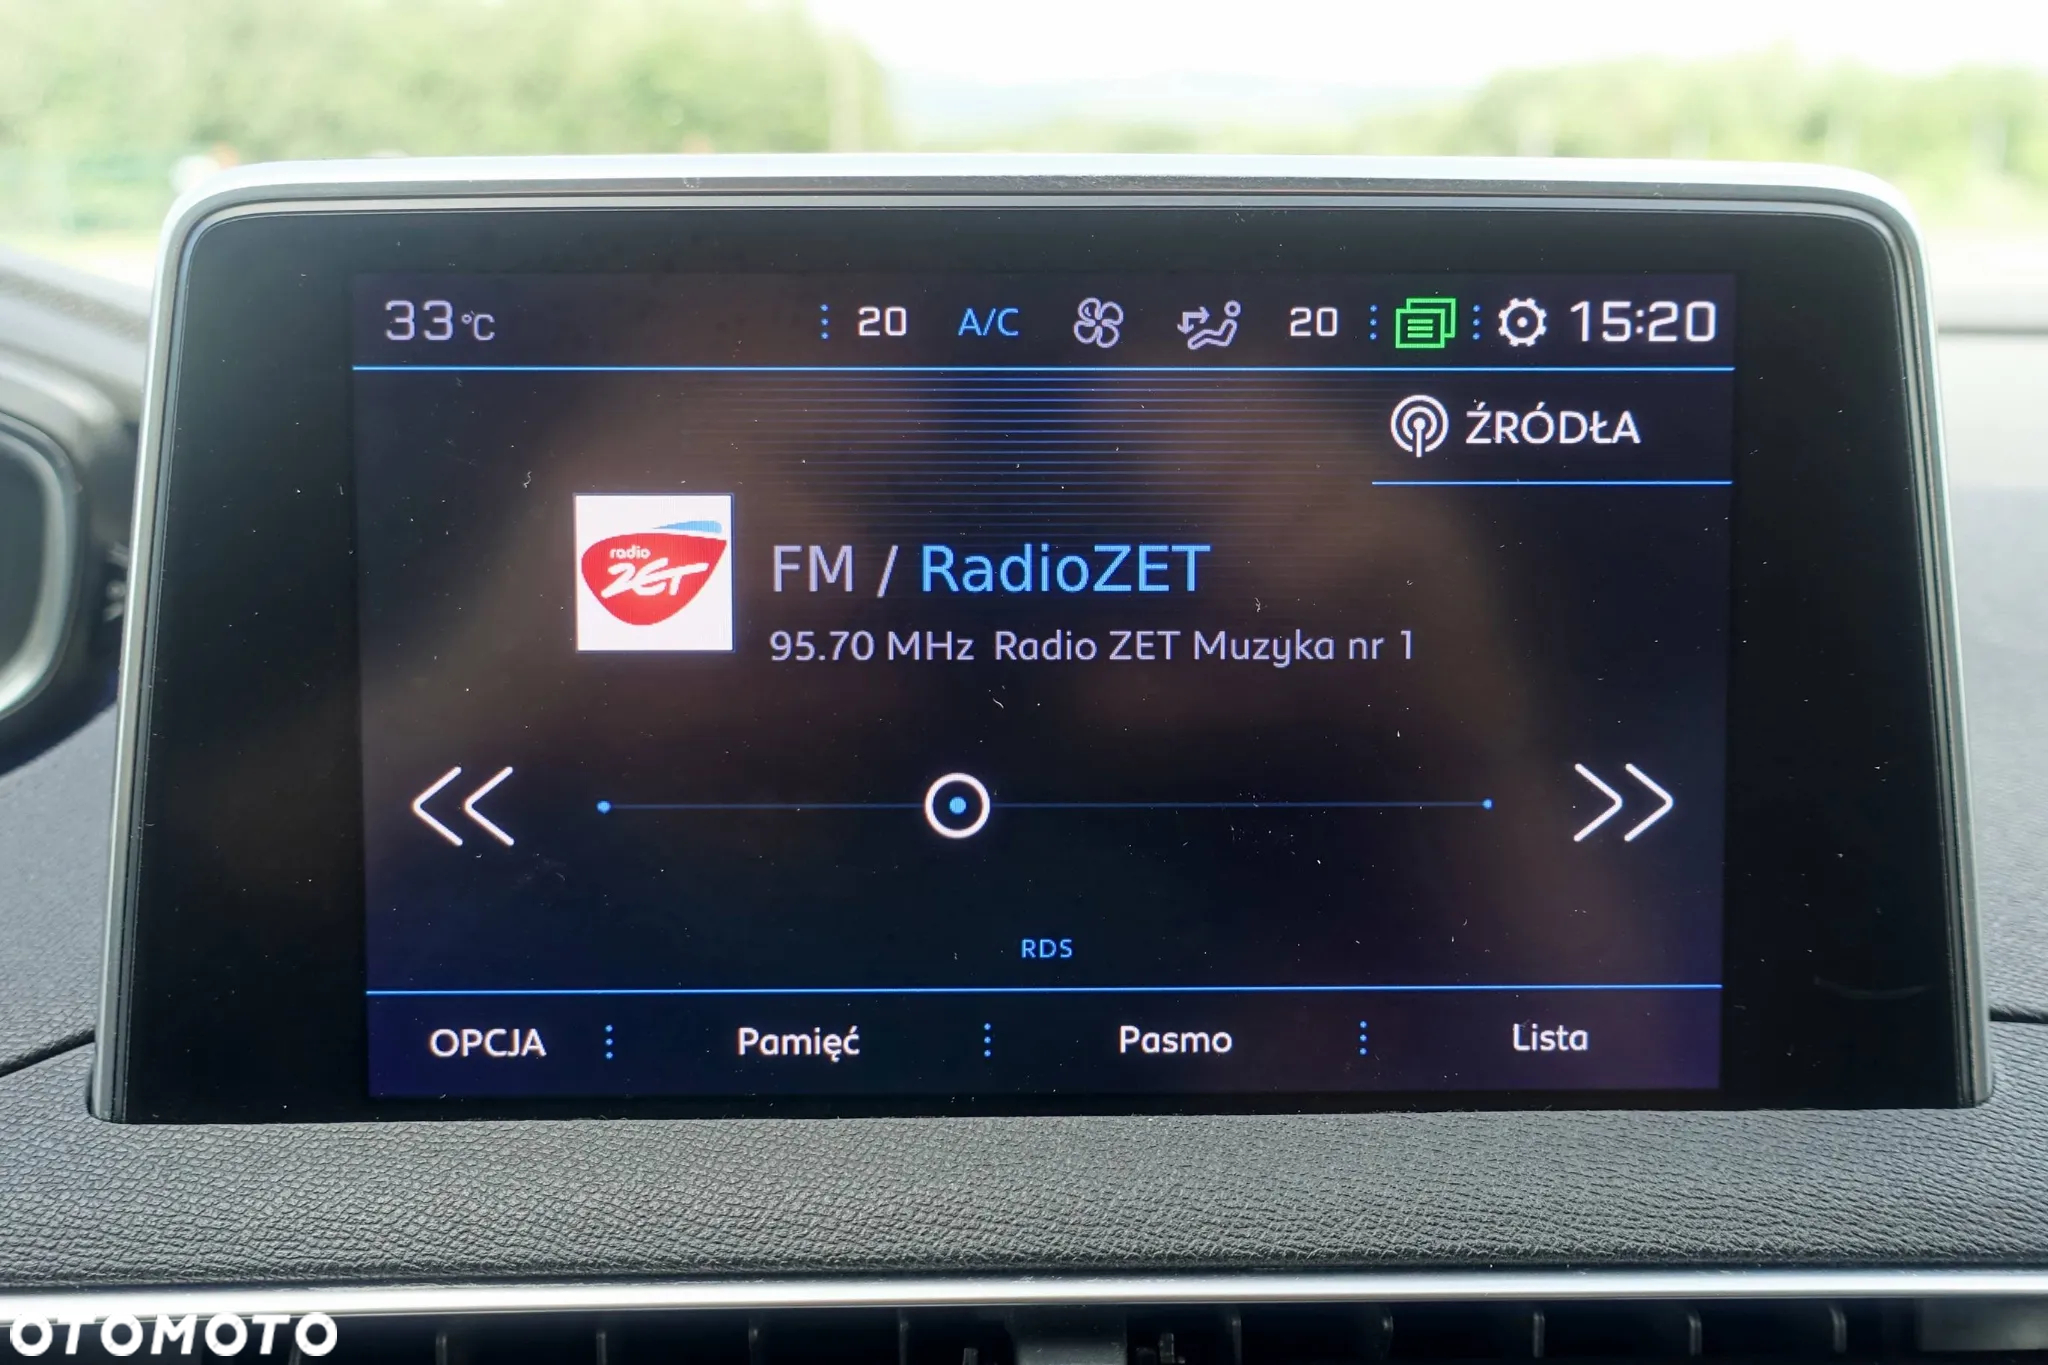 33°C 20 A/C 20 15:20
ŹRÓDŁA
radio
ZET
FM / RadioZET
95.70 MHz Radio ZET Muzyka nr 1
RDS
OPCJA Pamięć Pasmo Lista
OTOMOTO